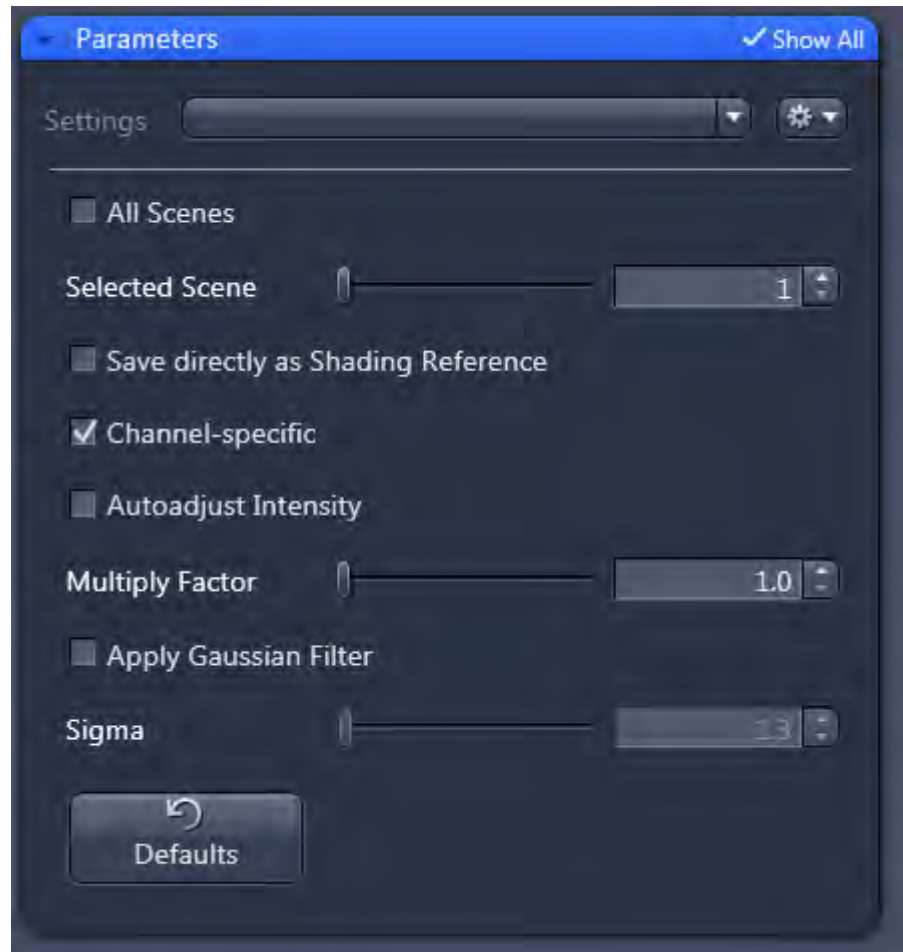 Parameters Show All
Settings
All Scenes
Selected Scene 1
Save directly as Shading Reference
Channel-specific
Autoadjust Intensity
Multiply Factor 1.0
Apply Gaussian Filter
Sigma
Defaults